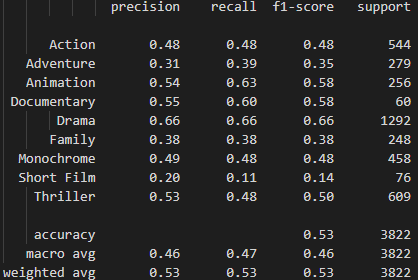 precision recall f1-score support
Action 0.48 0.48 0.48 544
Adventure 0.31 0.39 0.35 279
Animation 0.54 0.63 0.58 256
Documentary 0.55 0.60 0.58 60
Drama 0.66 0.66 0.66 1292
Family 0.38 0.38 0.38 248
Monochrome 0.49 0.48 0.48 458
Short Film 0.20 0.11 0.14 76
Thriller 0.53 0.48 0.50 609
accuracy 0.53 3822
macro avg 0.46 0.47 0.46 3822
weighted avg 0.53 0.53 0.53 3822